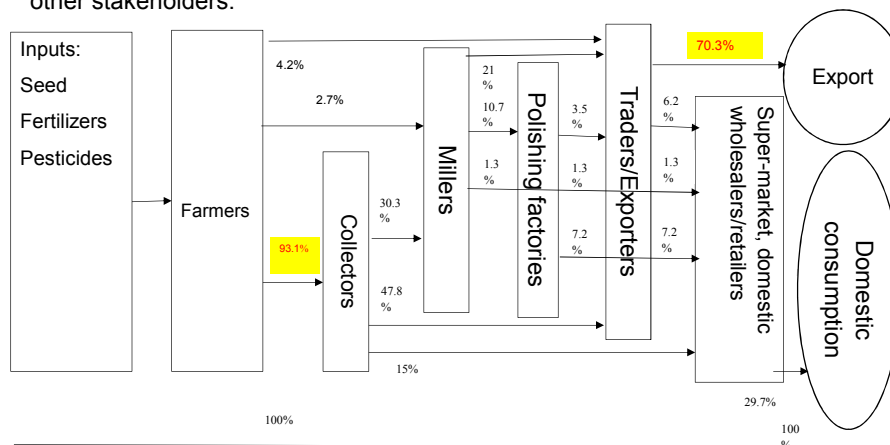 other stakeholders.
Inputs:
Seed
Fertilizers
Pesticides
Farmers
4.2%
2.7%
93.1%
Collectors
30.3
%
47.8
%
15%
Millers
21
%
10.7
%
1.3
%
Polishing factories
3.5
%
1.3
%
7.2
%
Traders/Exporters
70.3%
6.2
%
1.3
%
7.2
%
Super-market, domestic
wholesalers/retailers
Export
Domestic
consumption
29.7%
100%
100
%